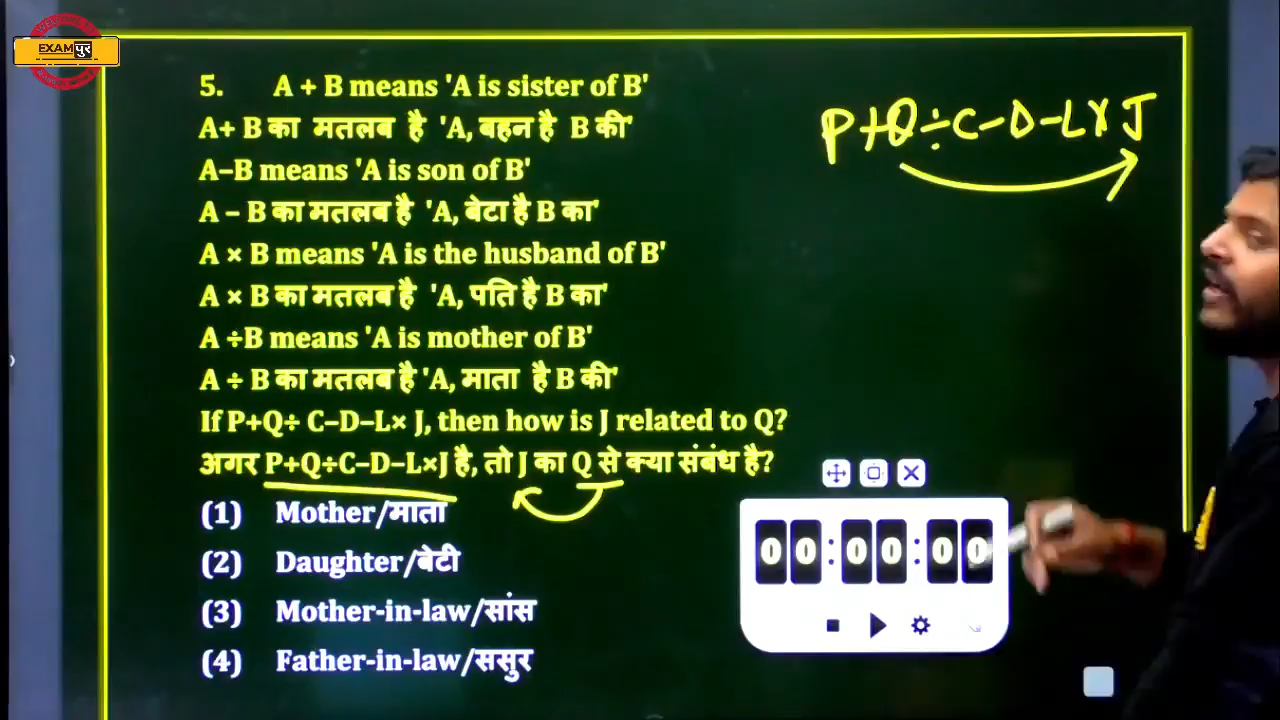 EXAMपुर
5. A + B means 'A is sister of B'
A+ B का मतलब है 'A, बहन है B की'
A–B means 'A is son of B'
A – B का मतलब है 'A, बेटा है B का'
A × B means 'A is the husband of B'
A × B का मतलब है 'A, पति है B का'
A ÷B means 'A is mother of B'
A ÷ B का मतलब है 'A, माता है B की'
If P+Q÷ C–D–L× J, then how is J related to Q?
अगर P+Q÷C–D–L×J है, तो J का Q से क्या संबंध है?
(1) Mother/माता
(2) Daughter/बेटी
(3) Mother-in-law/सांस
(4) Father-in-law/ससुर
P+Q÷C–D–L×J
00:00:00